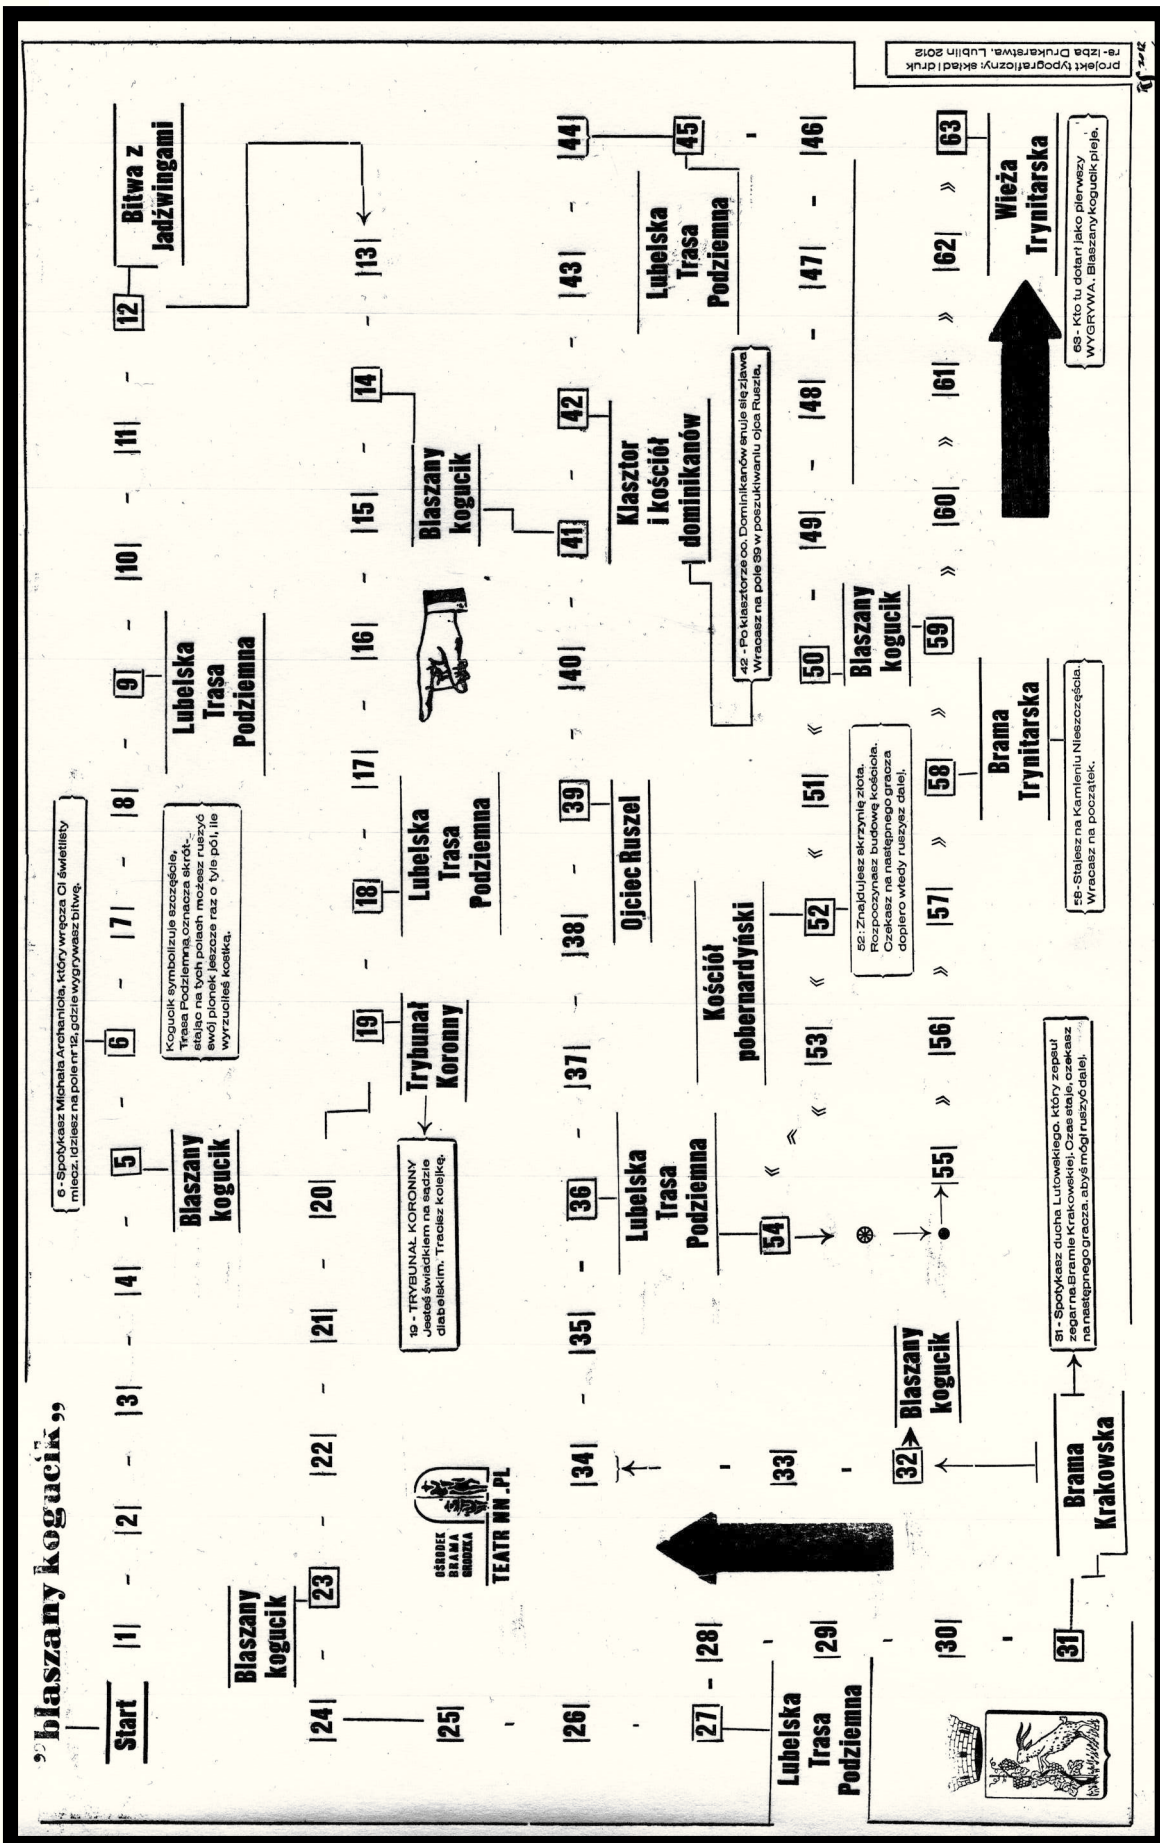 „blaszany kogucik”
Start
|1| - |2| - |3| - |4| - 5 - 6 - |7| - |8| - 9 - |10| - |11| - 12
6 - Spotykasz Michała Archanioła, który wręcza Ci świetlisty
miecz. Idziesz na pole nr 12, gdzie wygrywasz bitwę.
Blaszany
kogucik
Kogucik symbolizuje szczęście,
Trasa Podziemna oznacza skrót-
stając na tych polach możesz ruszyć
swój pionek jeszcze raz o tyle pól, ile
wyrzuciłeś kostką.
Lubelska
Trasa
Podziemna
Bitwa z
Jadźwingami
|13| - 14 - |15| - |16| - |17| - 18 - 19
Blaszany
kogucik
Lubelska
Trasa
Podziemna
Trybunał
Koronny
19 - TRYBUNAŁ KORONNY
Jesteś świadkiem na sądzie
diabelskim. Tracisz kolejkę.
|20| - |21| - |22| - 23 - |24|
Blaszany
kogucik
OŚRODEK
BRAMA
GRODZKA
TEATR NN .PL
|25| - |26| - |27| - |28| - |29| - |30| - 31
Lubelska
Trasa
Podziemna
Brama
Krakowska
31 - Spotykasz ducha Lutowskiego, który zepsuł
zegar na Bramie Krakowskiej. Czas staje, czekasz
na następnego gracza, abyś mógł ruszyć dalej.
32 - |33| - |34|
Blaszany
kogucik
|35| - 36 - |37| - |38| - 39 - |40| - 41 - 42 - |43| - |44|
Lubelska
Trasa
Podziemna
Ojciec Ruszel
Klasztor
i kościół
dominikanów
42 - Po klasztorze oo. Dominikanów snuje się zjawa
Wracasz na pole 39 w poszukiwaniu ojca Ruszla.
45
Lubelska
Trasa
Podziemna
|46| - |47| - |48| - |49| - 50 » |51| » 52 » |53| » 54
Blaszany
kogucik
Kościół
pobernardyński
52: Znajdujesz skrzynię złota.
Rozpoczynasz budowę kościoła.
Czekasz na następnego gracza
dopiero wtedy ruszysz dalej.
|55| » |56| » |57| » 58 » 59 » |60| » |61| » |62| » 63
Brama
Trynitarska
58 - Stajesz na Kamieniu Nieszczęścia.
Wracasz na początek.
Wieża
Trynitarska
63 - Kto tu dotarł jako pierwszy
WYGRYWA. Blaszany kogucik pieje.
projekt typograficzny: skład i druk
re- Izba Drukarstwa. Lublin 2012